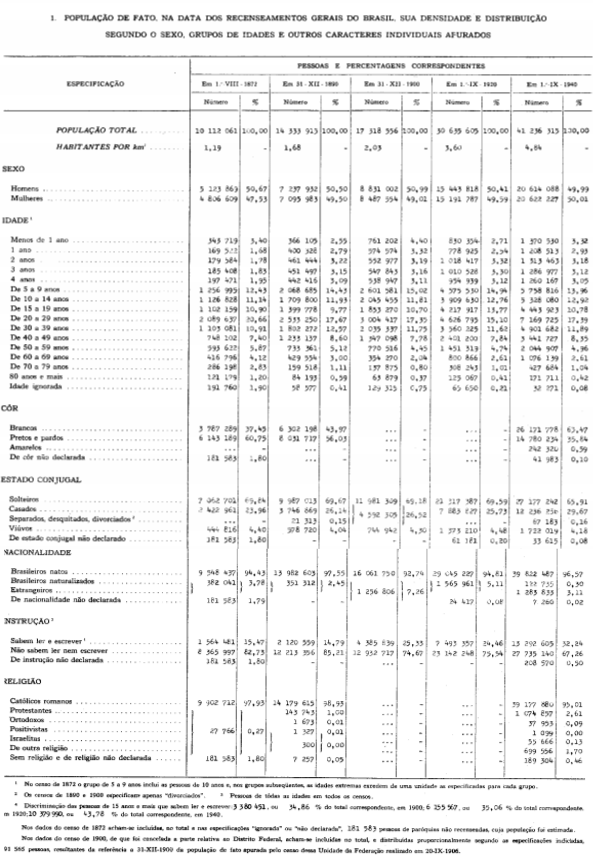 1. POPULAÇÃO DE FATO, NA DATA DOS RECENSEAMENTOS GERAIS DO BRASIL, SUA DENSIDADE E DISTRIBUIÇÃO
SEGUNDO O SEXO, GRUPOS DE IDADES E OUTROS CARACTERES INDIVIDUAIS APURADOS
PESSOAS E PERCENTAGENS CORRESPONDENTES
ESPECIFICAÇÃO Em 1.º-VIII-1872 Em 31-XII-1890 Em 31-XII-1900 Em 1.º-IX-1920 Em 1.º-IX-1940
Número % Número % Número % Número % Número %
POPULAÇÃO TOTAL 10 112 061 100,00 14 333 915 100,00 17 318 556 100,00 30 635 605 100,00 41 236 315 100,00
HABITANTES POR km² 1,19 1,68 2,03 3,60 4,84
SEXO
Homens 5 123 869 50,67 7 237 932 50,50 8 831 002 50,99 15 443 818 50,41 20 614 088 49,99
Mulheres 4 806 609 47,53 7 095 983 49,50 8 487 554 49,01 15 191 787 49,59 20 622 227 50,01
IDADE ¹
Menos de 1 ano 343 719 3,40 366 105 2,55 761 202 4,40 830 354 2,71 1 370 530 3,32
1 ano 1,68 400 328 2,79 574 974 3,32 778 925 2,54 1 208 513 2,93
2 anos 179 584 1,78 461 444 3,22 552 977 3,19 1 018 417 3,32 1 313 463 3,18
3 anos 185 408 1,83 451 497 3,15 547 843 3,16 1 010 528 3,30 1 286 977 3,12
4 anos 197 471 1,95 442 416 3,09 538 947 3,11 954 939 3,12 1 260 167 3,05
De 5 a 9 anos 1 256 995 12,43 2 068 685 14,43 2 601 581 15,02 4 575 530 14,94 5 758 816 13,96
De 10 a 14 anos 1 126 828 11,14 1 709 800 11,93 2 045 455 11,81 3 909 630 12,76 5 328 080 12,92
De 15 a 19 anos 1 102 159 10,90 1 399 778 9,77 1 853 270 10,70 4 217 917 13,77 4 443 923 10,78
De 20 a 29 anos 2 089 637 20,66 2 533 250 17,67 3 004 417 17,35 4 626 735 15,10 7 169 725 17,39
De 30 a 39 anos 1 103 081 10,91 1 802 272 12,57 2 035 337 11,75 3 560 225 11,62 4 901 682 11,89
De 40 a 49 anos 748 102 7,40 1 233 137 8,60 1 347 098 7,78 2 401 200 7,84 3 441 727 8,35
De 50 a 59 anos 593 622 5,87 733 361 5,12 770 516 4,45 1 451 319 4,74 2 044 907 4,96
De 60 a 69 anos 416 796 4,12 429 554 3,00 354 270 2,04 800 866 2,61 1 076 139 2,61
De 70 a 79 anos 286 198 2,83 159 518 1,11 137 875 0,80 308 243 1,01 427 684 1,04
80 anos e mais 1,20 84 193 0,59 63 879 0,37 125 067 0,41 171 711 0,42
Idade ignorada 191 760 1,90 58 577 0,41 129 315 0,75 65 650 0,21 32 271 0,08
CÔR
Brancos 3 787 289 37,45 6 302 198 43,97 ... - ... - 26 171 778 63,47
Pretos e pardos 6 143 189 60,75 8 031 717 56,03 ... - ... - 14 780 234 35,84
Amarelos ... - ... - ... - ... - 242 320 0,59
De côr não declarada 181 583 1,80 - - ... - ... - 41 983 0,10
ESTADO CONJUGAL
Solteiros 7 062 701 69,84 9 987 013 69,67 11 981 309 69,18 21 317 387 69,59 27 177 242 65,91
Casados 2 422 961 23,96 3 746 869 26,14 4 592 305 26,52 7 883 627 25,73 29,67
Separados, desquitados, divorciados ² ... - 21 313 0,15 ... - 67 183 0,16
Viúvos 444 816 4,40 578 720 4,04 744 942 4,30 1 373 210 4,48 1 722 019 4,18
De estado conjugal não declarado 181 583 1,80 - - - - 61 181 0,20 33 615 0,08
NACIONALIDADE
Brasileiros natos 9 548 437 94,43 13 982 603 97,55 16 061 750 92,74 29 045 227 94,81 39 822 487 96,57
Brasileiros naturalizados 382 041 3,78 351 312 2,45 1 565 961 5,11 122 735 0,30
Estrangeiros 1 256 806 7,26 1 283 833 3,11
De nacionalidade não declarada 181 583 1,79 - - - - 24 417 0,08 7 260 0,02
NSTRUÇÃO ³
Sabem ler e escrever ⁴ 1 564 481 15,47 2 120 559 14,79 4 385 839 25,33 7 493 357 24,46 13 292 605 32,24
Não sabem ler nem escrever 8 365 997 82,73 12 213 356 85,21 12 932 717 74,67 23 142 248 75,54 27 735 140 67,26
De instrução não declarada 181 583 1,80 - - - - - - 208 570 0,50
RELIGIÃO
Católicos romanos 9 902 712 97,93 14 179 615 98,93 ... - ... - 39 177 880 95,01
Protestantes 143 743 1,00 ... - ... - 1 074 857 2,61
Ortodoxos 1 673 0,01 ... - ... - 37 953 0,09
Positivistas 27 766 0,27 1 327 0,01 ... - ... - 1 099 0,00
Israelitas ... - ... - 55 666 0,13
De outra religião 300 0,00 ... - ... - 699 556 1,70
Sem religião e de religião não declarada 181 583 1,80 7 257 0,05 ... - ... - 189 304 0,46
¹ No censo de 1872 o grupo de 5 a 9 anos inclui as pessoas de 10 anos e, nos grupos subseqüentes, as idades extremas excedem de uma unidade as especificadas para cada grupo.
² Os censos de 1890 e 1900 especificam apenas "divorciados". ³ Pessoas de tôdas as idades em todos os censos.
⁴ Discriminação das pessoas de 15 anos e mais que sabem ler e escrever: 3 380 451, ou 34,86 % do total correspondente, em 1900; 6 155 567, ou 35,06 % do total correspondente,
m 1920; 10 379 990, ou 43,78 % do total correspondente, em 1940.
Nos dados do censo de 1872 acham-se incluídas, no total e nas especificações "ignorada" ou "não declarada", 181 583 pessoas de paróquias não recenseadas, cuja população foi estimada.
Nos dados do censo de 1900, de que foi cancelada a parte relativa ao Distrito Federal, acham-se incluídas no total, e distribuídas proporcionalmente segundo as especificações indicadas,
91 565 pessoas, resultantes da referência a 31-XII-1900 da população de fato apurada pelo censo dessa Unidade da Federação realizado em 20-IX-1906.